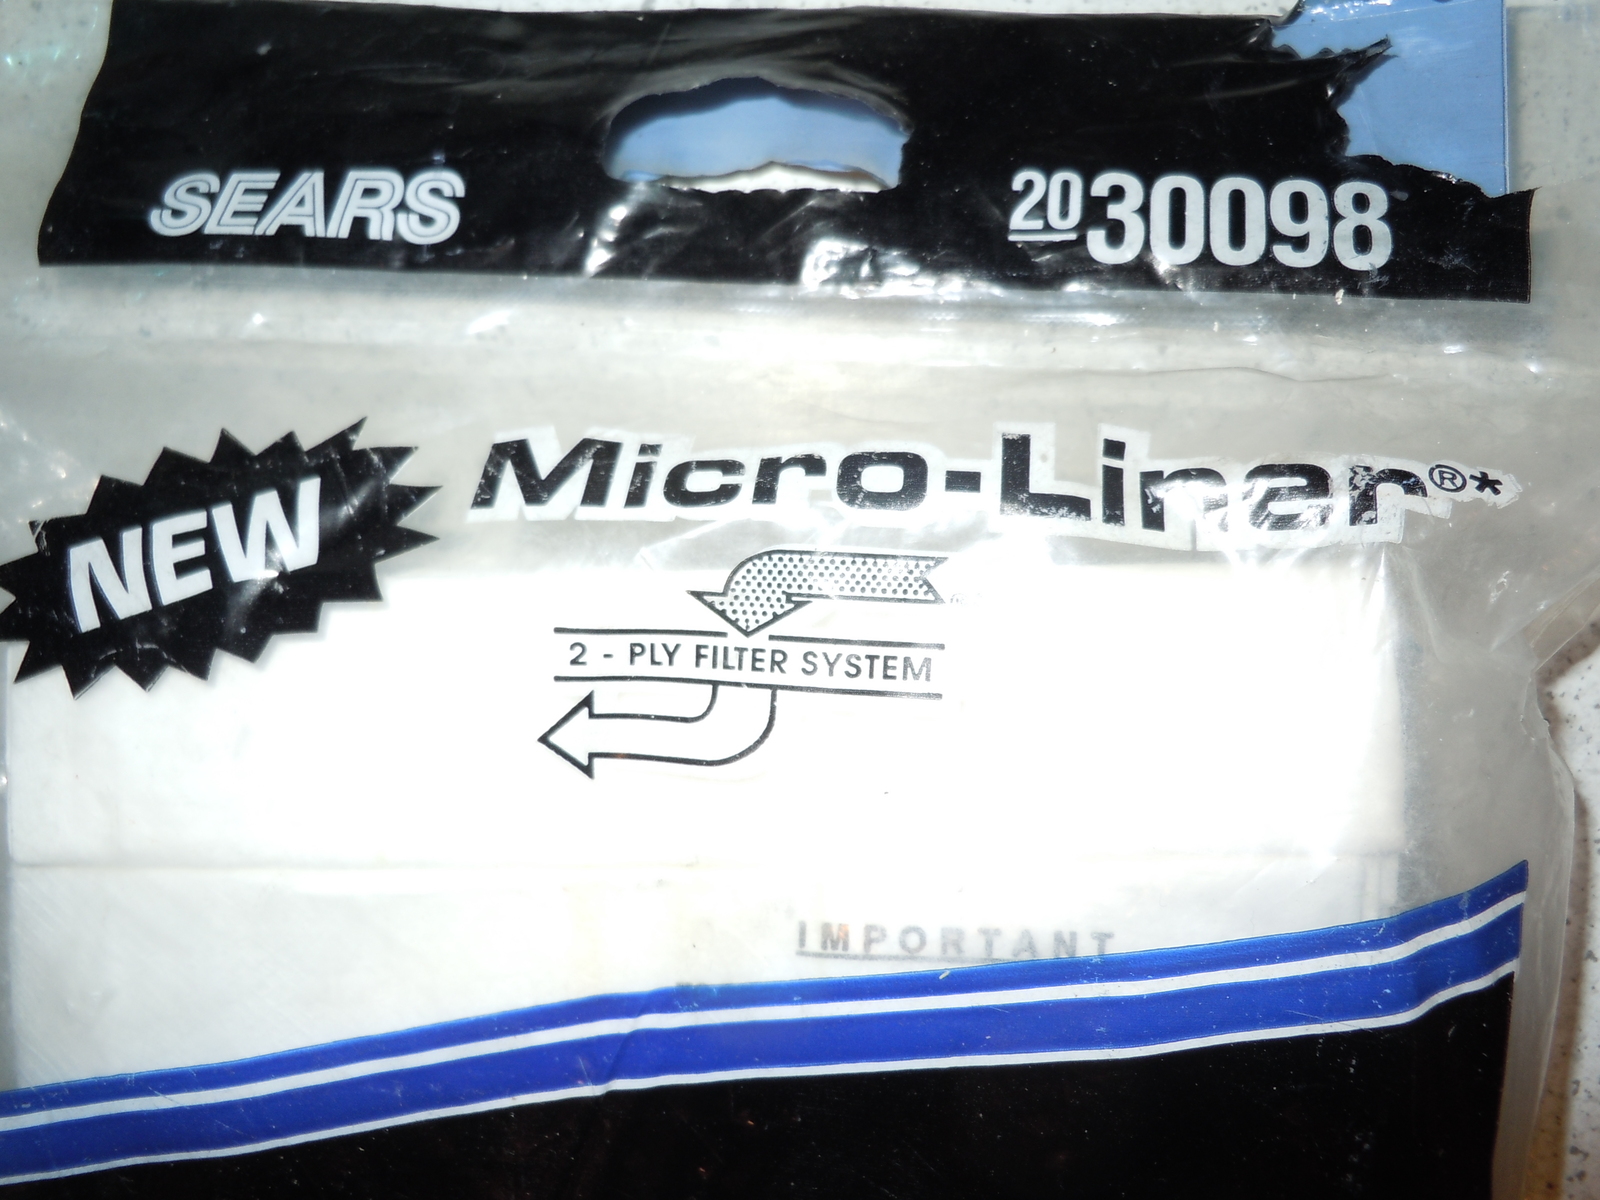 SEARS
20 30098
NEW
Micro-Liner®*
2 - PLY FILTER SYSTEM
IMPORTANT